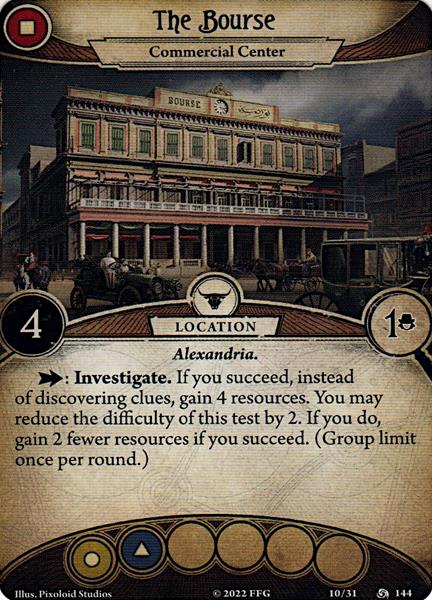 The Bourse
Commercial Center
BOURSE
4
LOCATION
1
Alexandria.
: Investigate. If you succeed, instead
of discovering clues, gain 4 resources. You may
reduce the difficulty of this test by 2. If you do,
gain 2 fewer resources if you succeed. (Group limit
once per round.)
Illus. Pixoloid Studios
© 2022 FFG
10/31
144